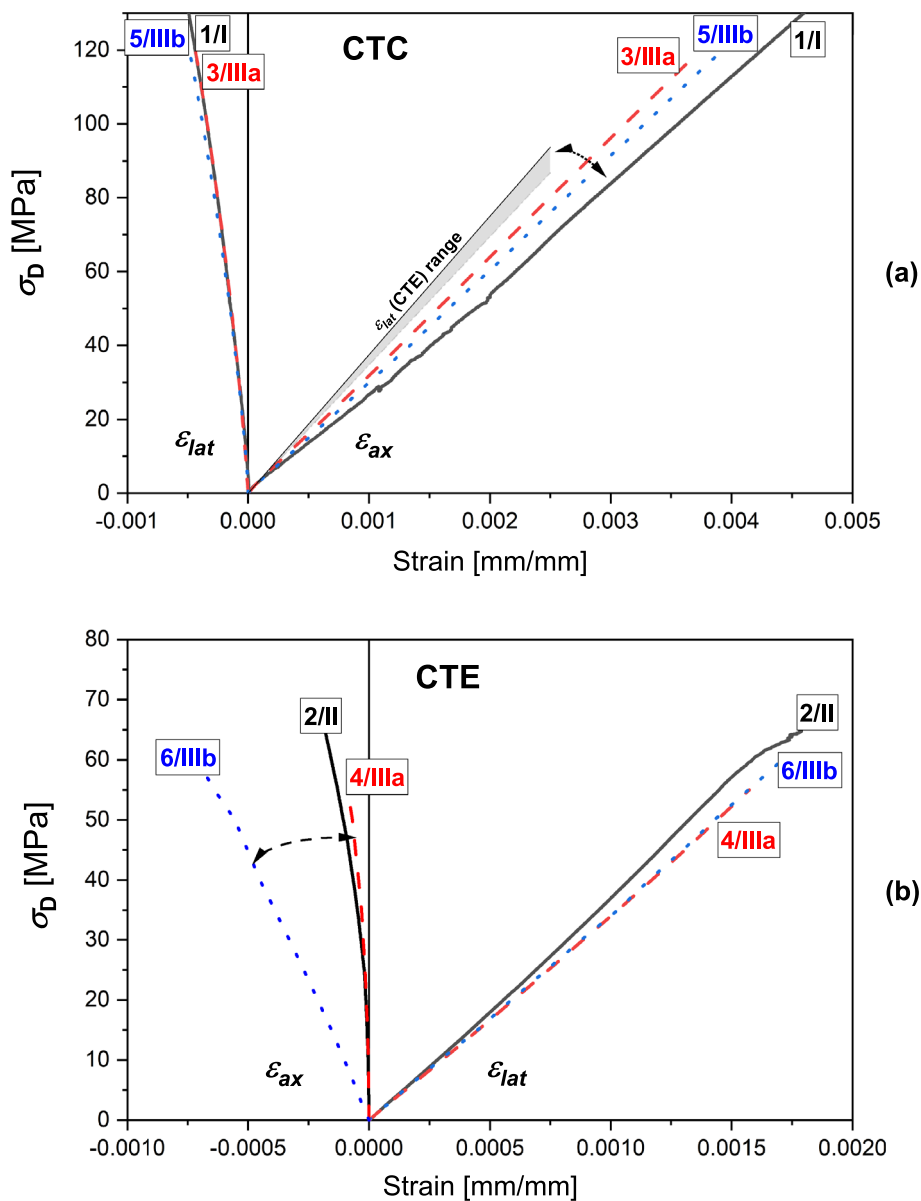 CTC
5/IIIb
1/I
3/IIIa
3/IIIa
5/IIIb
1/I
120
100
80
60
40
20
0
σD [MPa]
εlat (CTE) range
εlat
εax
(a)
-0.001
0.000
0.001
0.002
0.003
0.004
0.005
Strain [mm/mm]
CTE
80
70
60
50
40
30
20
10
0
σD [MPa]
2/II
6/IIIb
4/IIIa
2/II
6/IIIb
4/IIIa
εax
εlat
(b)
-0.0010
-0.0005
0.0000
0.0005
0.0010
0.0015
0.0020
Strain [mm/mm]